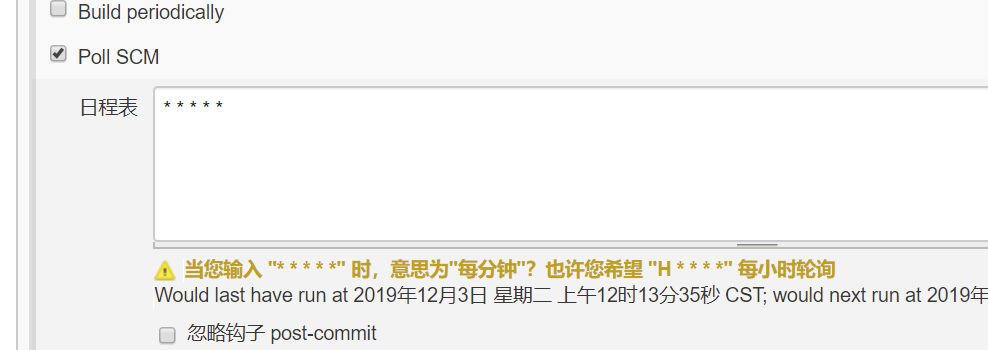 Build periodically
Poll SCM
日程表
* * * * *
当您输入 "* * * * *" 时，意思为"每分钟"？也许您希望 "H * * * *" 每小时轮询
Would last have run at 2019年12月3日 星期二 上午12时13分35秒 CST; would next run at 2019年
忽略钩子 post-commit